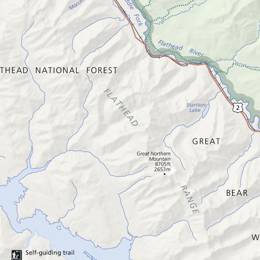 Fork
Flathead River
THEAD NATIONAL FOREST
FLATHEAD
Stanton
Lake
2
GREAT
Great Northern
Mountain
8705ft
2653m
RANGE
BEAR
W
Self-guiding trail